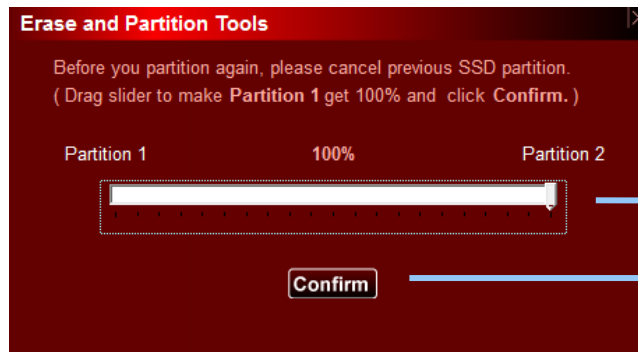 Erase and Partition Tools
Before you partition again, please cancel previous SSD partition.
( Drag slider to make Partition 1 get 100% and click Confirm. )
Partition 1 100% Partition 2
Confirm